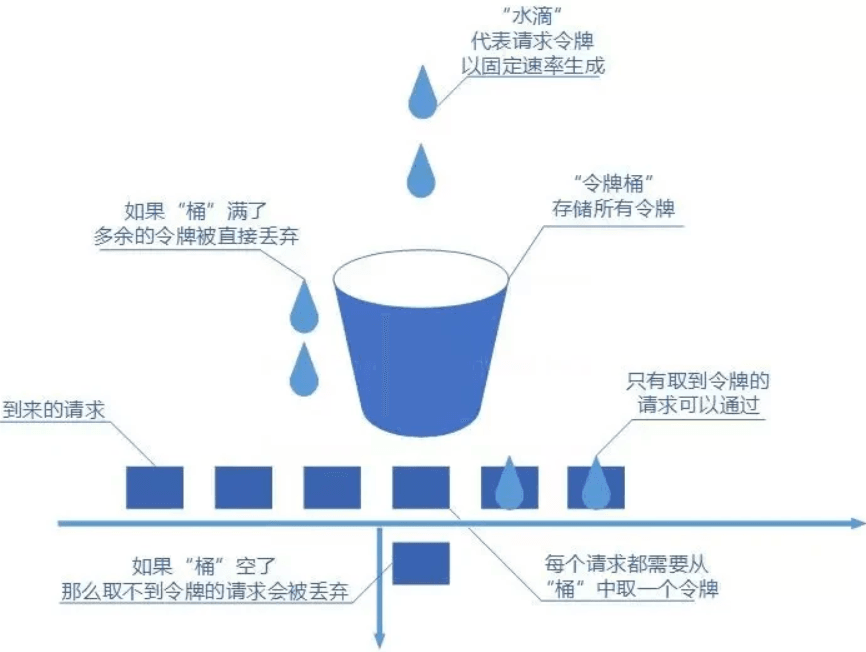 “水滴”
代表请求令牌
以固定速率生成
“令牌桶”
存储所有令牌
如果“桶”满了
多余的令牌被直接丢弃
只有取到令牌的
请求可以通过
到来的请求
如果“桶”空了
那么取不到令牌的请求会被丢弃
每个请求都需要从
“桶”中取一个令牌